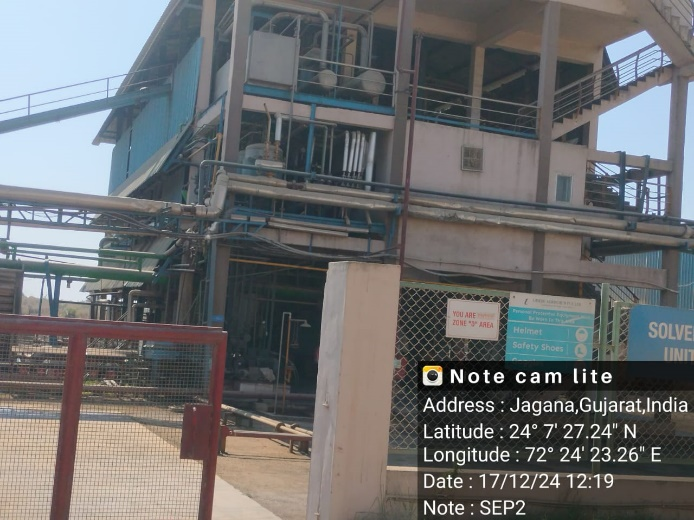 YOU ARE
ZONE "0" AREA
Helmet
Safety Shoes
SOLVE
UNI
Note cam lite
Address : Jagana,Gujarat,India
Latitude : 24° 7' 27.24" N
Longitude : 72° 24' 23.26" E
Date : 17/12/24 12:19
Note : SEP2